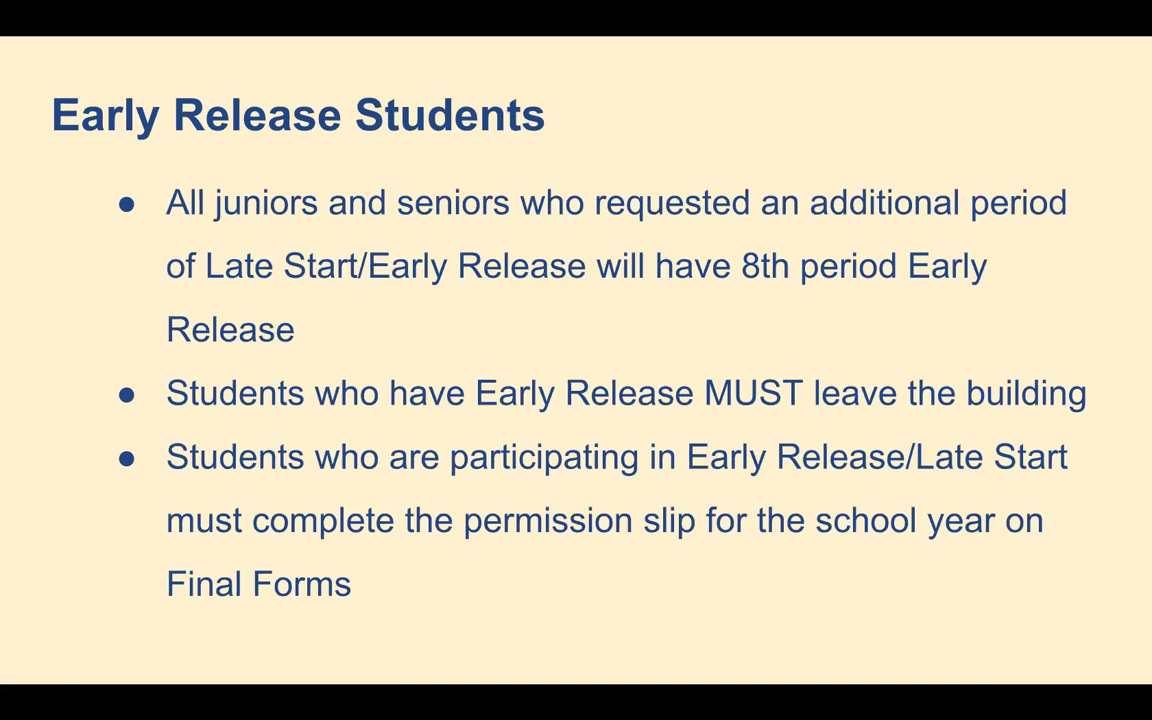 Early Release Students
● All juniors and seniors who requested an additional period
of Late Start/Early Release will have 8th period Early
Release
● Students who have Early Release MUST leave the building
● Students who are participating in Early Release/Late Start
must complete the permission slip for the school year on
Final Forms